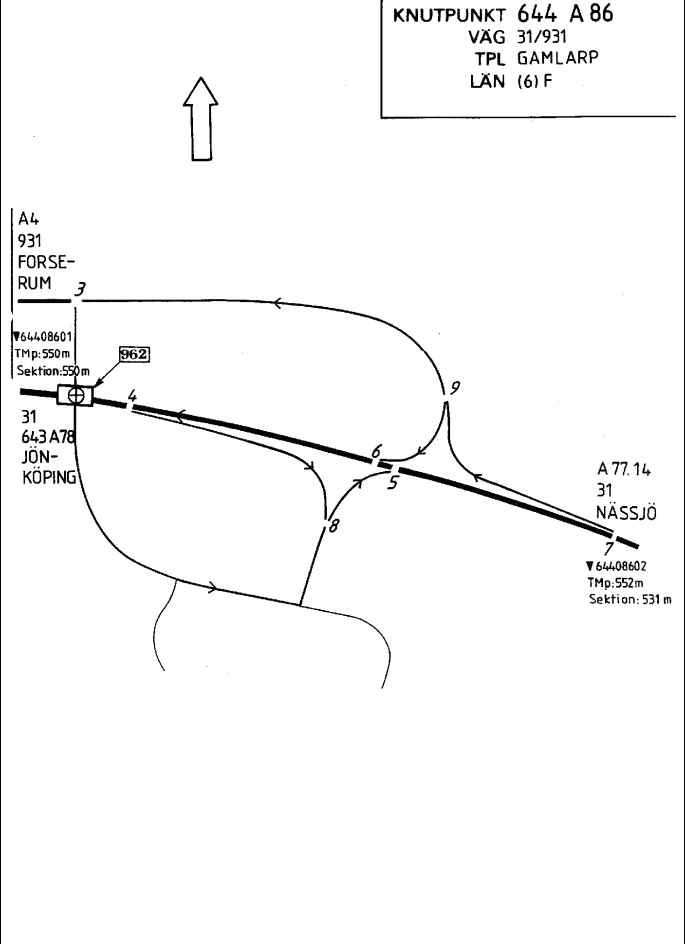 KNUTPUNKT 644 A 86
VÄG 31/931
TPL GAMLARP
LÄN (6) F
A4
931
FORSE-
RUM
3
▼64408601
TMp:550m
Sektion:550m
962
4
9
31
643 A78
JÖN-
KÖPING
6
5
8
A 77.14
31
NÄSSJÖ
7
▼64408602
TMp:552m
Sektion:531 m